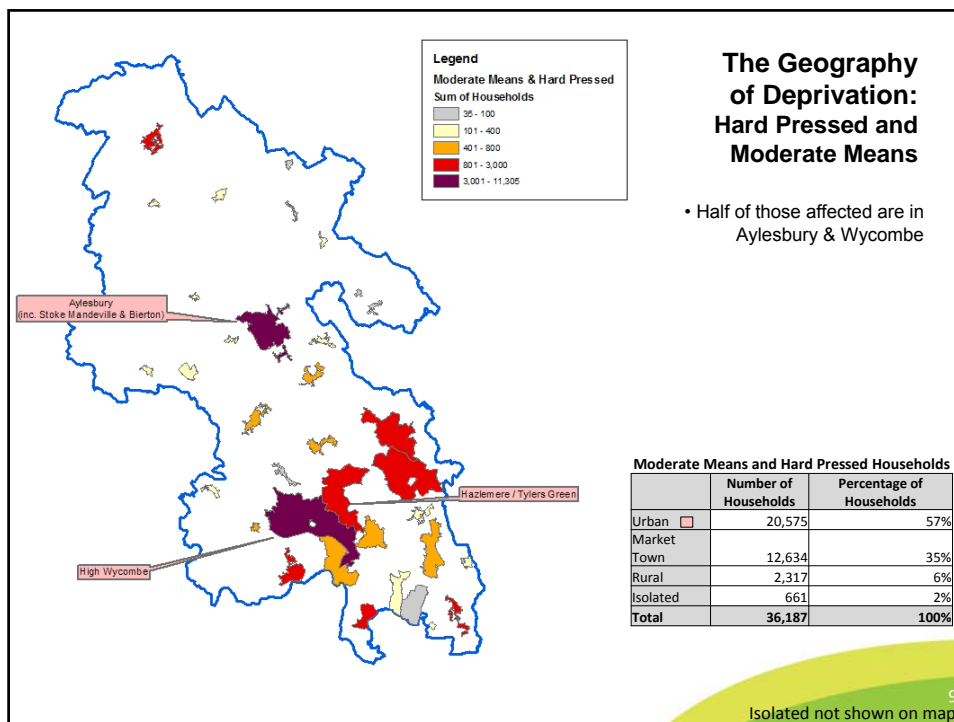 The Geography
of Deprivation:
Hard Pressed and
Moderate Means
• Half of those affected are in
Aylesbury & Wycombe
Legend
Moderate Means & Hard Pressed
Sum of Households
35 - 100
101 - 400
401 - 800
801 - 3,000
3,001 - 11,305
Aylesbury
(inc. Stoke Mandeville & Bierton)
Hazlemere / Tylers Green
High Wycombe
Moderate Means and Hard Pressed Households
Number of Households Percentage of Households
Urban 20,575 57%
Market Town 12,634 35%
Rural 2,317 6%
Isolated 661 2%
Total 36,187 100%
9
Isolated not shown on map